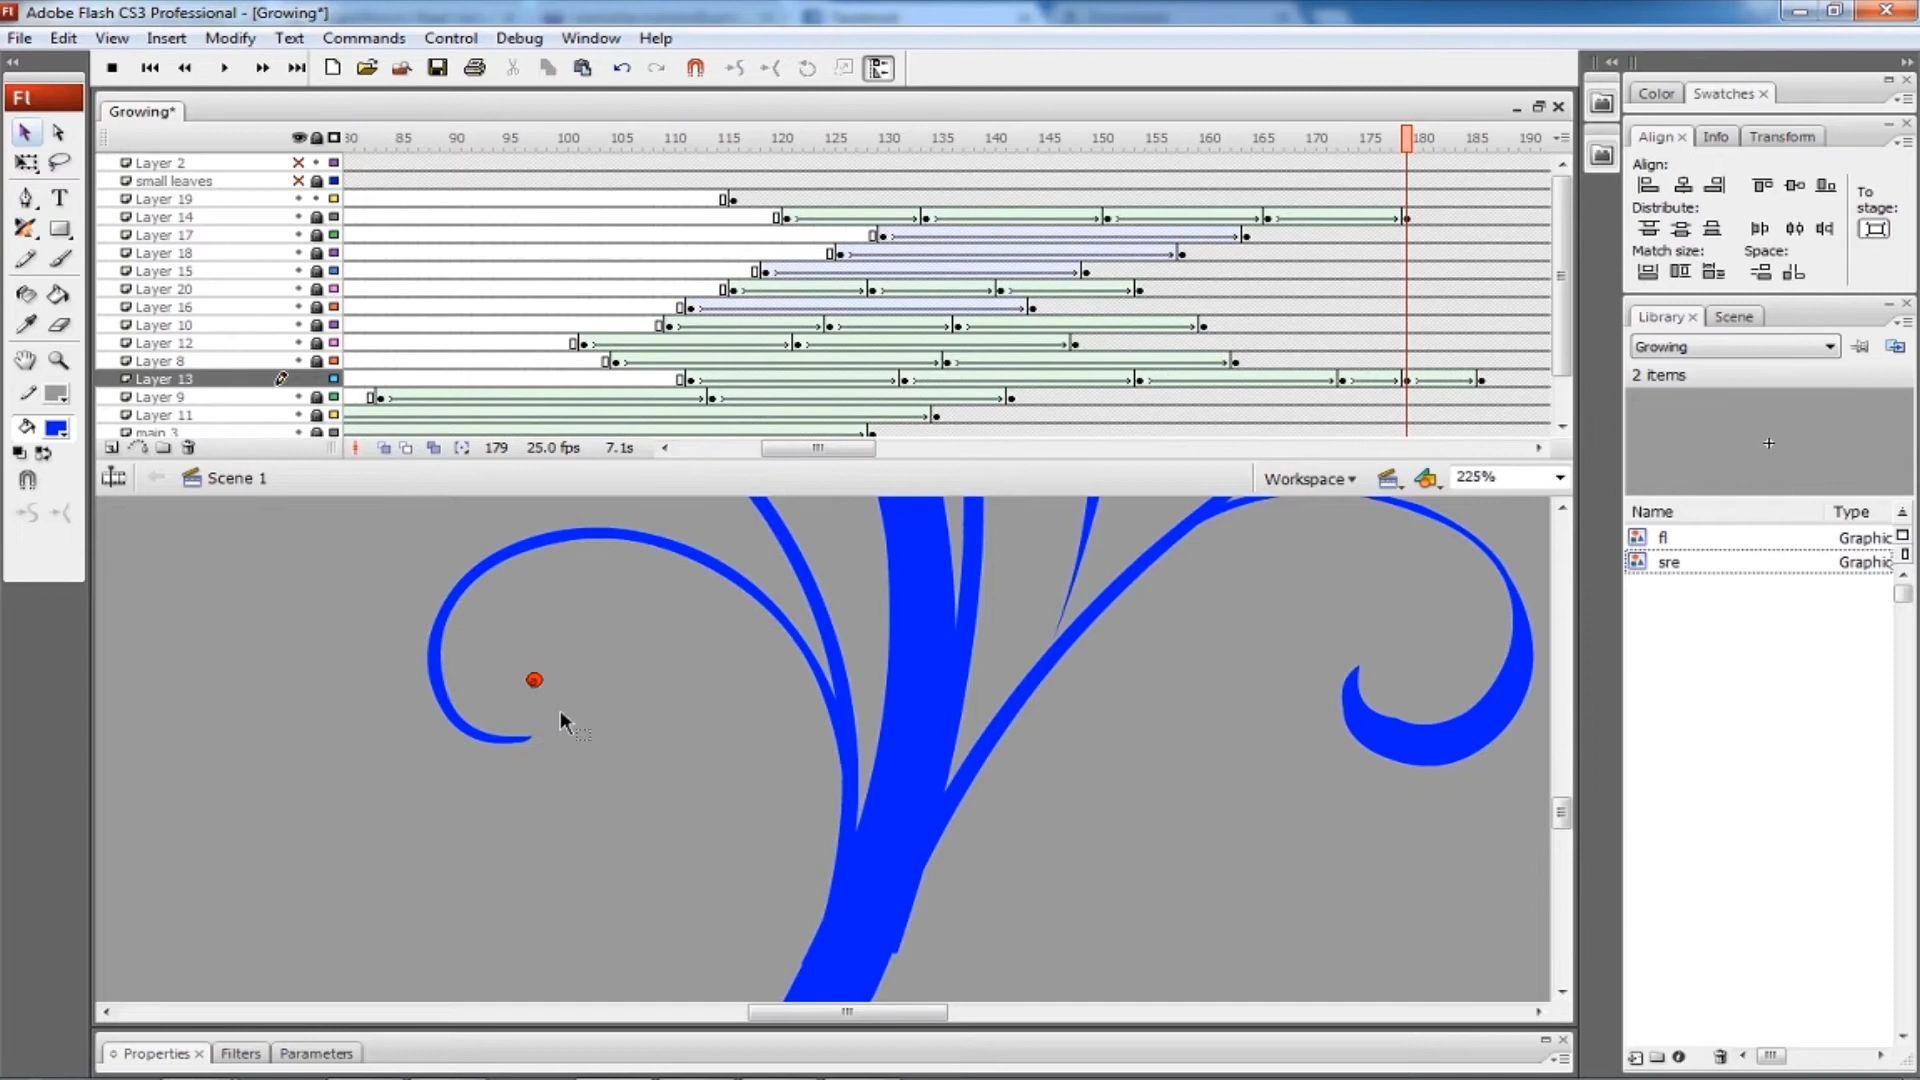 Adobe Flash CS3 Professional - [Growing*]
File Edit View Insert Modify Text Commands Control Debug Window Help
Fl
Growing*
80 85 90 95 100 105 110 115 120 125 130 135 140 145 150 155 160 165 170 175 180 185 190
Layer 2
small leaves
Layer 19
Layer 14
Layer 17
Layer 18
Layer 15
Layer 20
Layer 16
Layer 10
Layer 12
Layer 8
Layer 13
Layer 9
Layer 11
main 3
179 25.0 fps 7.1s
Scene 1
Workspace
225%
Properties Filters Parameters
Color Swatches
Align Info Transform
Align:
To
stage:
Distribute:
Match size: Space:
Library Scene
Growing
2 items
Name Type
fl Graphic
sre Graphic